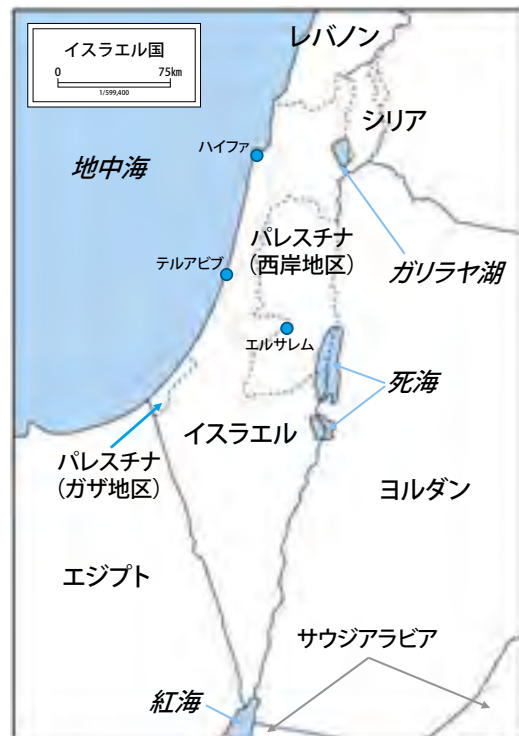 イスラエル国
0 75km
1/599,400
レバノン
シリア
地中海
ハイファ
パレスチナ
(西岸地区)
ガリラヤ湖
テルアビブ
エルサレム
死海
イスラエル
パレスチナ
(ガザ地区)
ヨルダン
エジプト
サウジアラビア
紅海